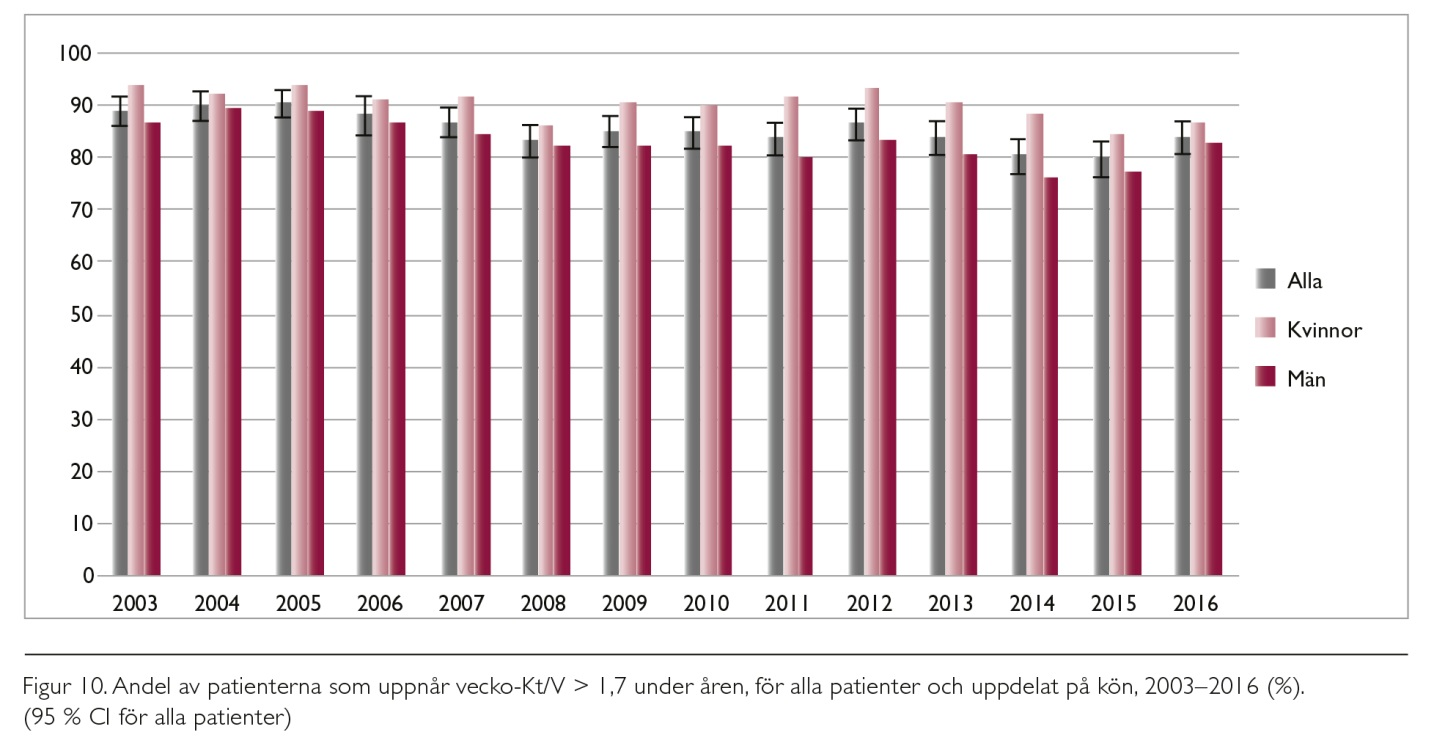 100
90
80
70
60
50
40
30
20
10
0
2003 2004 2005 2006 2007 2008 2009 2010 2011 2012 2013 2014 2015 2016
Alla
Kvinnor
Män
Figur 10. Andel av patienterna som uppnår vecko-Kt/V > 1,7 under åren, för alla patienter och uppdelat på kön, 2003–2016 (%).
(95 % CI för alla patienter)